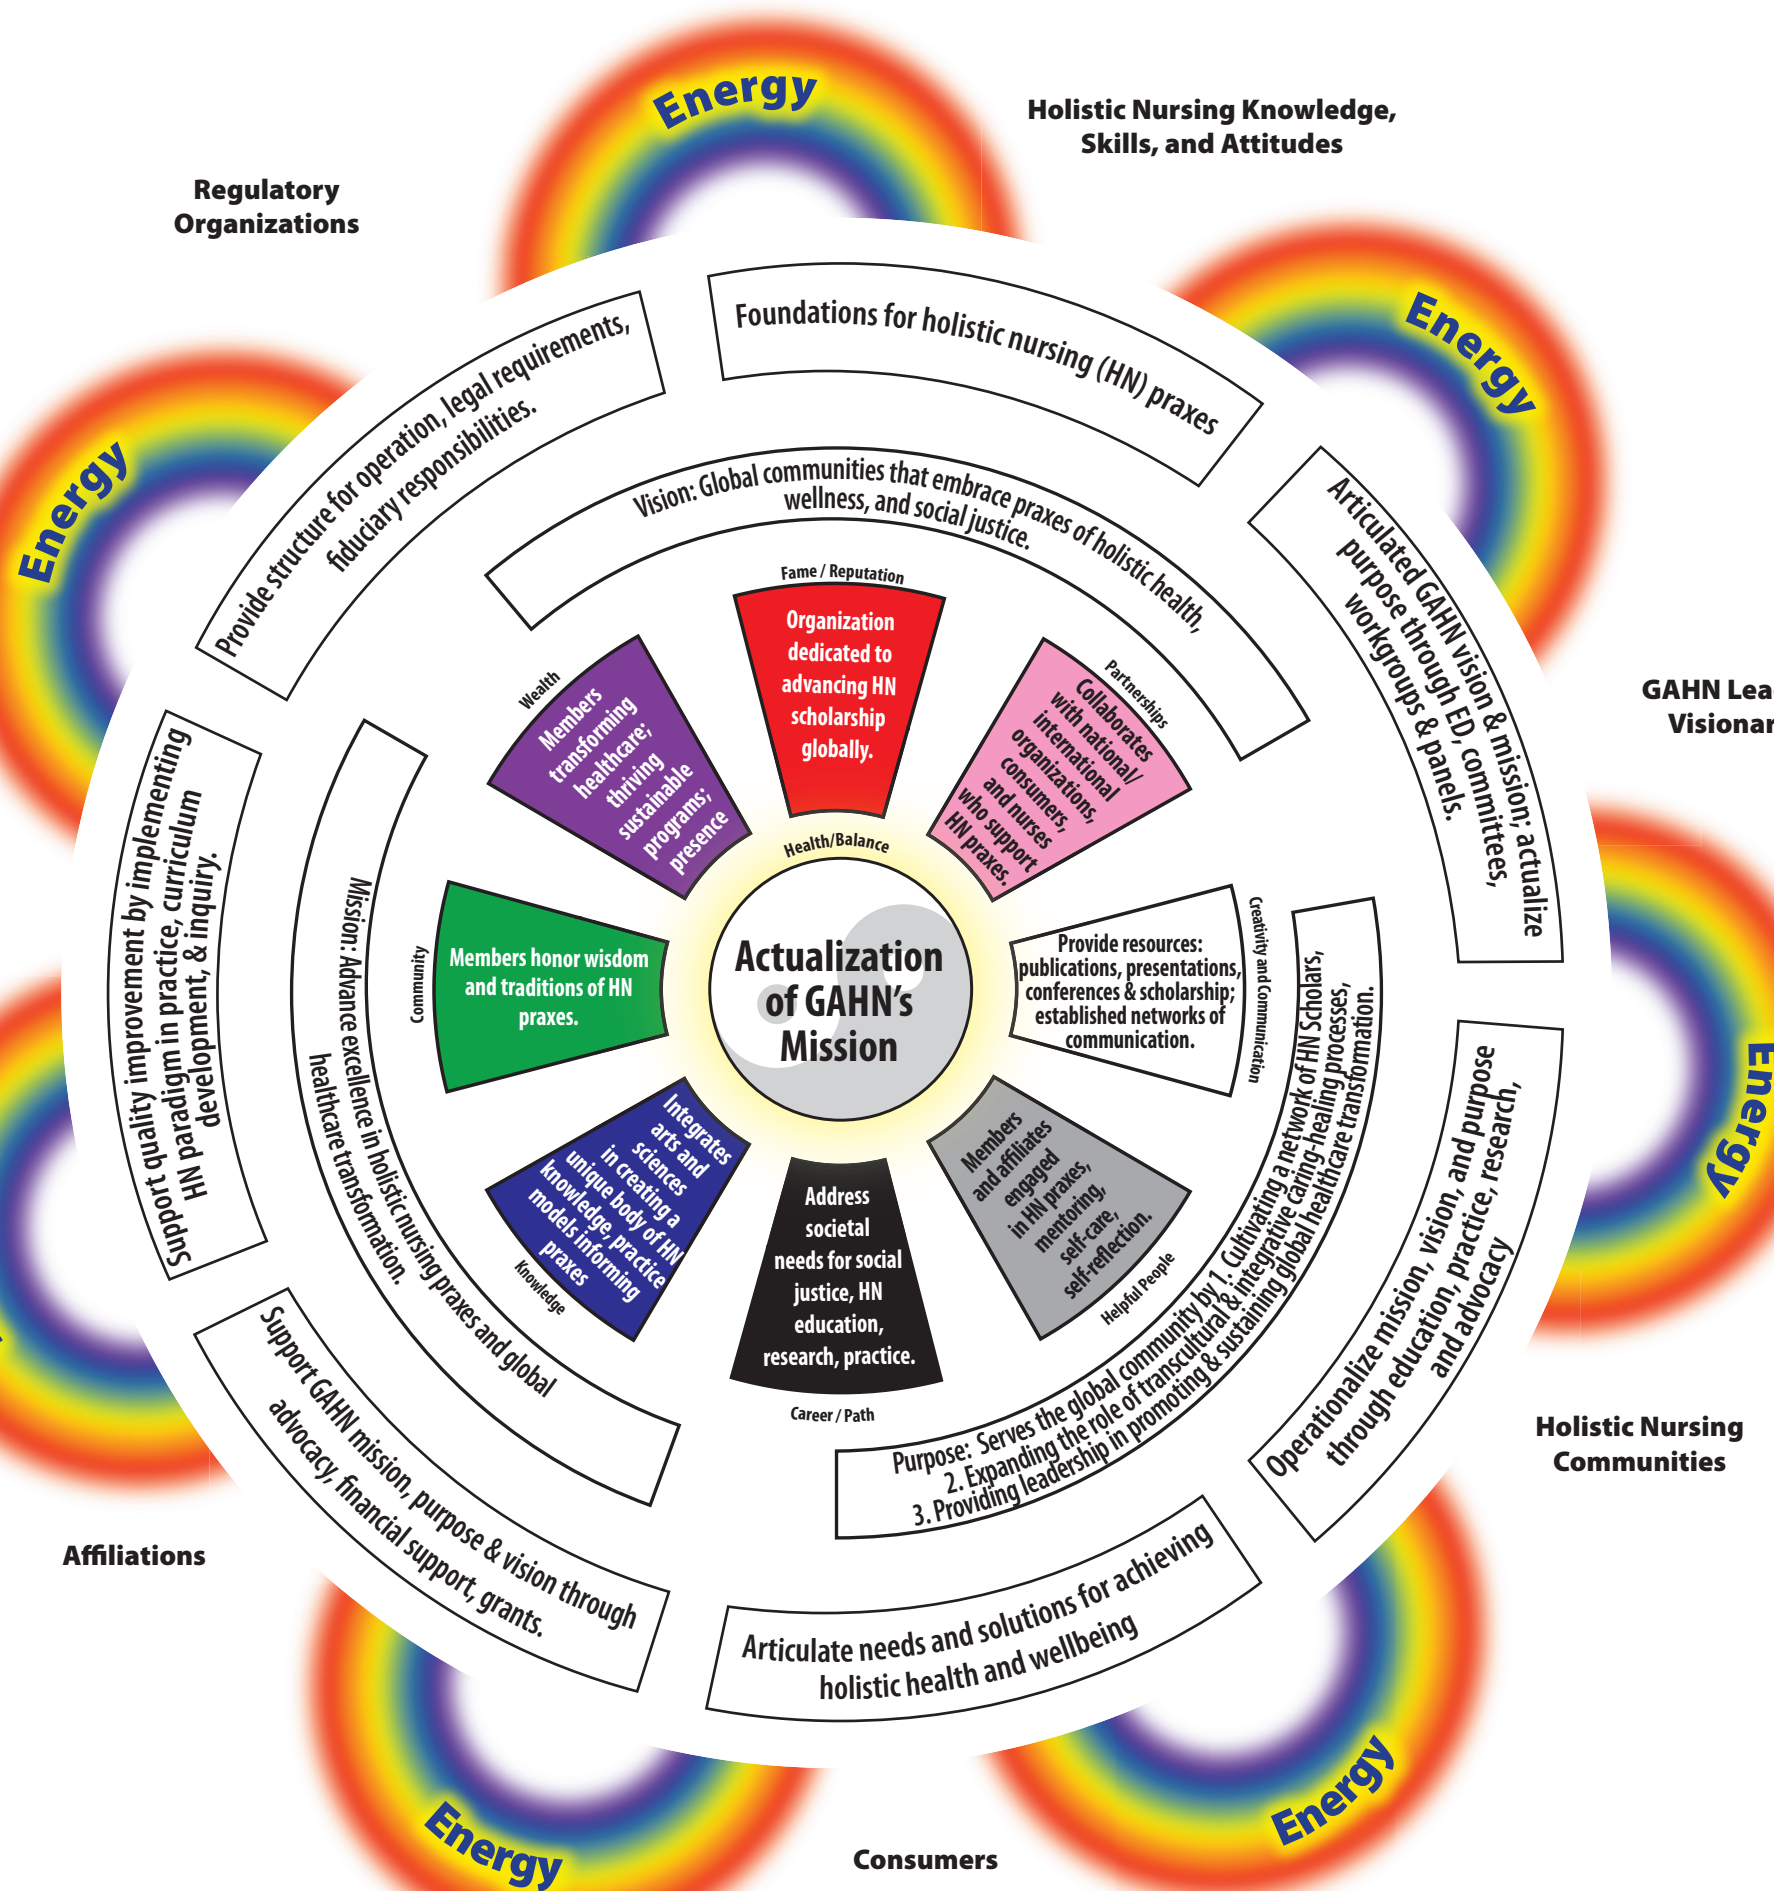 Energy
Holistic Nursing Knowledge,
Skills, and Attitudes
Regulatory
Organizations
Energy
Energy
Foundations for holistic nursing (HN) praxes
Provide structure for operation, legal requirements,
fiduciary responsibilities.
Articulated GAHN vision & mission; actualize
purpose through ED, committees,
workgroups & panels.
Vision: Global communities that embrace praxes of holistic health,
wellness, and social justice.
GAHN Lea
Visionar
Fame / Reputation
Organization
dedicated to
advancing HN
scholarship
globally.
Wealth
Members
transforming
healthcare;
thriving
sustainable
programs;
presence
Partnerships
Collaborates
with national/
international
organizations,
consumers,
and nurses
who support
HN praxes.
Health/Balance
Actualization
of GAHN's
Mission
Community
Members honor wisdom
and traditions of HN
praxes.
Creativity and Communication
Provide resources:
publications, presentations,
conferences & scholarship;
established networks of
communication.
Support quality improvement by implementing
HN paradigm in practice, curriculum
development, & inquiry.
Mission: Advance excellence in holistic nursing praxes and global
healthcare transformation.
Knowledge
Integrates
arts and
sciences
in creating a
unique body of HN
knowledge, practice
models informing
praxes
Address
societal
needs for social
justice, HN
education,
research, practice.
Career / Path
Members
and affiliates
engaged
in HN praxes,
mentoring,
self-care,
self-reflection.
Helpful People
Purpose: Serves the global community by 1. Cultivating a network of HN Scholars,
2. Expanding the role of transcultural & integrative caring-healing processes,
3. Providing leadership in promoting & sustaining global healthcare transformation.
Energy
Operationalize mission, vision, and purpose
through education, practice, research,
and advocacy
Holistic Nursing
Communities
Support GAHN mission, purpose & vision through
advocacy, financial support, grants.
Affiliations
Articulate needs and solutions for achieving
holistic health and wellbeing
Energy
Energy
Consumers